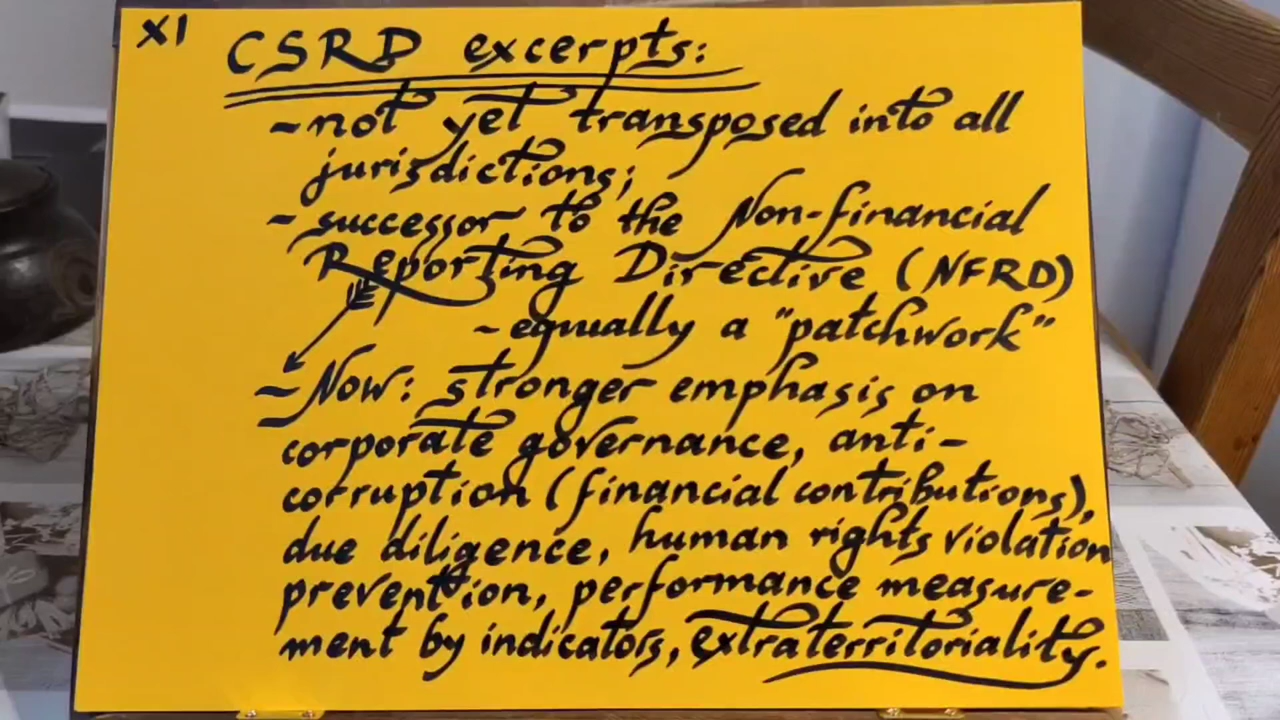 XI
CSRD excerpts:
- not yet transposed into all
jurisdictions;
- successor to the Non-financial
Reporting Directive (NFRD)
- equally a "patchwork"
- Now: stronger emphasis on
corporate governance, anti-
corruption (financial contributions),
due diligence, human rights violation
prevention, performance measure-
ment by indicators, extraterritoriality.